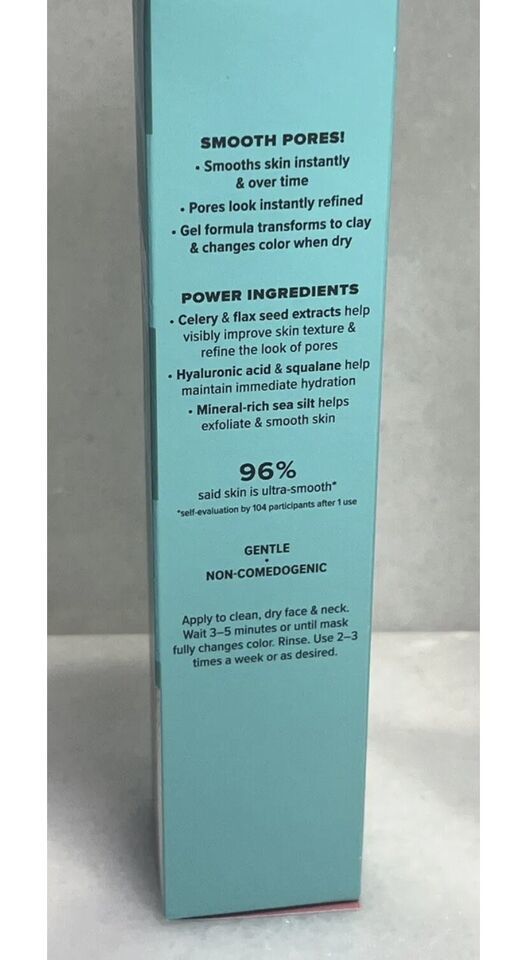 SMOOTH PORES!
• Smooths skin instantly
& over time
• Pores look instantly refined
• Gel formula transforms to clay
& changes color when dry
POWER INGREDIENTS
• Celery & flax seed extracts help
visibly improve skin texture &
refine the look of pores
• Hyaluronic acid & squalane help
maintain immediate hydration
• Mineral-rich sea silt helps
exfoliate & smooth skin
96%
said skin is ultra-smooth*
*self-evaluation by 104 participants after 1 use
GENTLE
•
NON-COMEDOGENIC
Apply to clean, dry face & neck.
Wait 3–5 minutes or until mask
fully changes color. Rinse. Use 2–3
times a week or as desired.